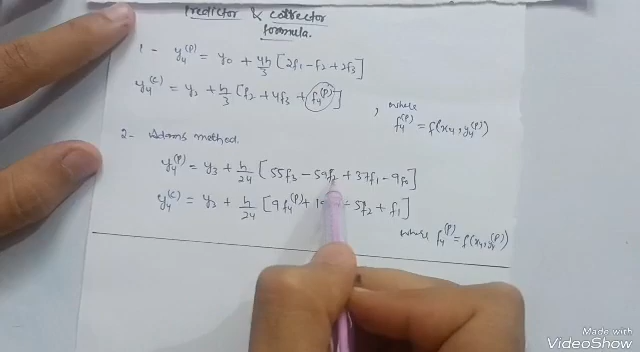 Predictor & corrector
formula.
1 - y₄⁽ᴾ⁾ = y₀ + 4h/3 [2f₁ - f₂ + 2f₃]
y₄⁽ᶜ⁾ = y₂ + h/3 [f₂ + 4f₃ + f₄⁽ᴾ⁾] , where
f₄⁽ᴾ⁾ = f(x₄, y₄⁽ᴾ⁾)
2 - Adams method.
y₄⁽ᴾ⁾ = y₃ + h/24 [55f₃ - 59f₂ + 37f₁ - 9f₀]
y₄⁽ᶜ⁾ = y₃ + h/24 [9f₄⁽ᴾ⁾ + - 5f₂ + f₁]
where f₄⁽ᴾ⁾ = f(x₄, y₄⁽ᴾ⁾)
Made with
VideoShow